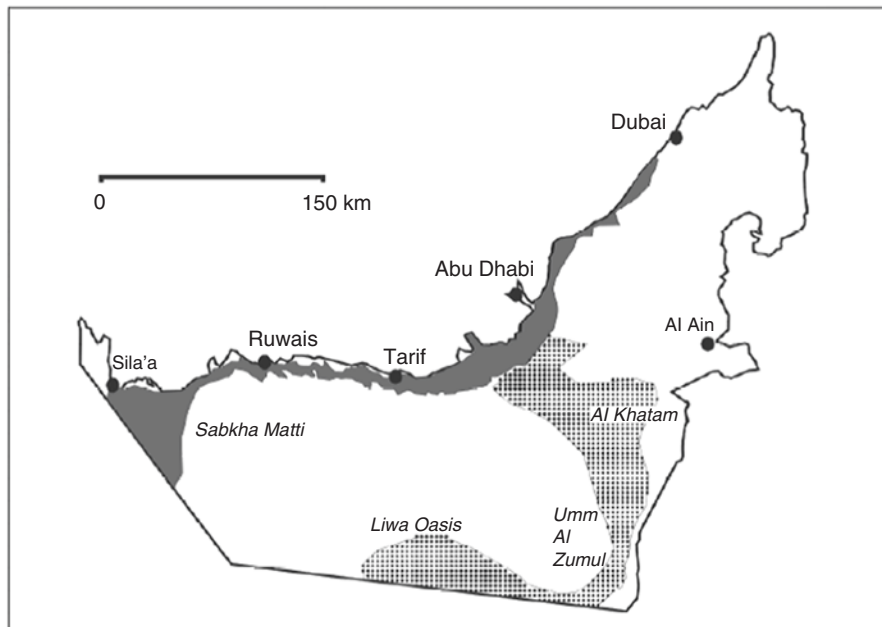 Dubai
0 150 km
Abu Dhabi
Al Ain
Ruwais
Tarif
Sila'a
Al Khatam
Sabkha Matti
Liwa Oasis
Umm
Al
Zumul